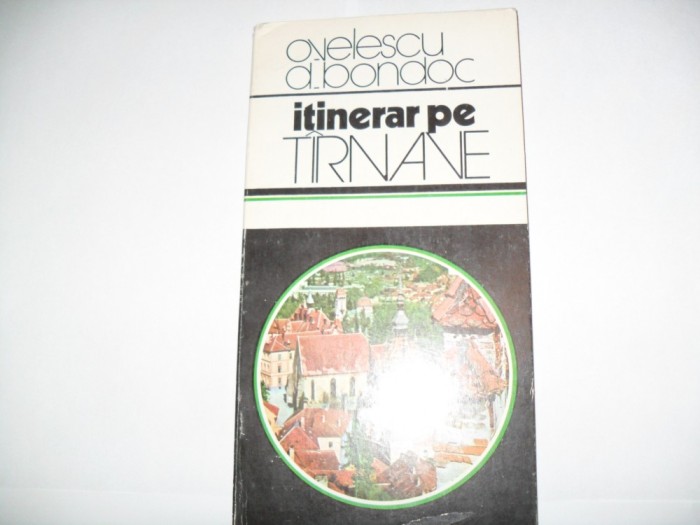 o.velescu
a.bondoc
itinerar pe
TÎRNAVE